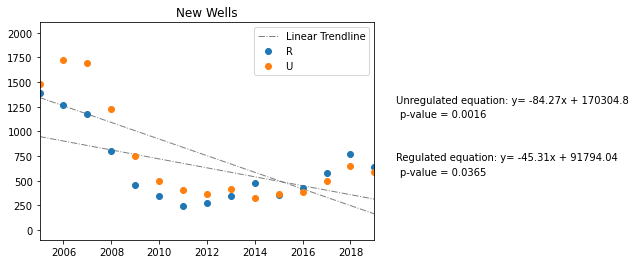 New Wells
2000
1750
1500
1250
1000
750
500
250
0
2006
2008
2010
2012
2014
2016
2018
Linear Trendline
R
U
Unregulated equation: y= -84.27x + 170304.8
p-value = 0.0016
Regulated equation: y= -45.31x + 91794.04
p-value = 0.0365